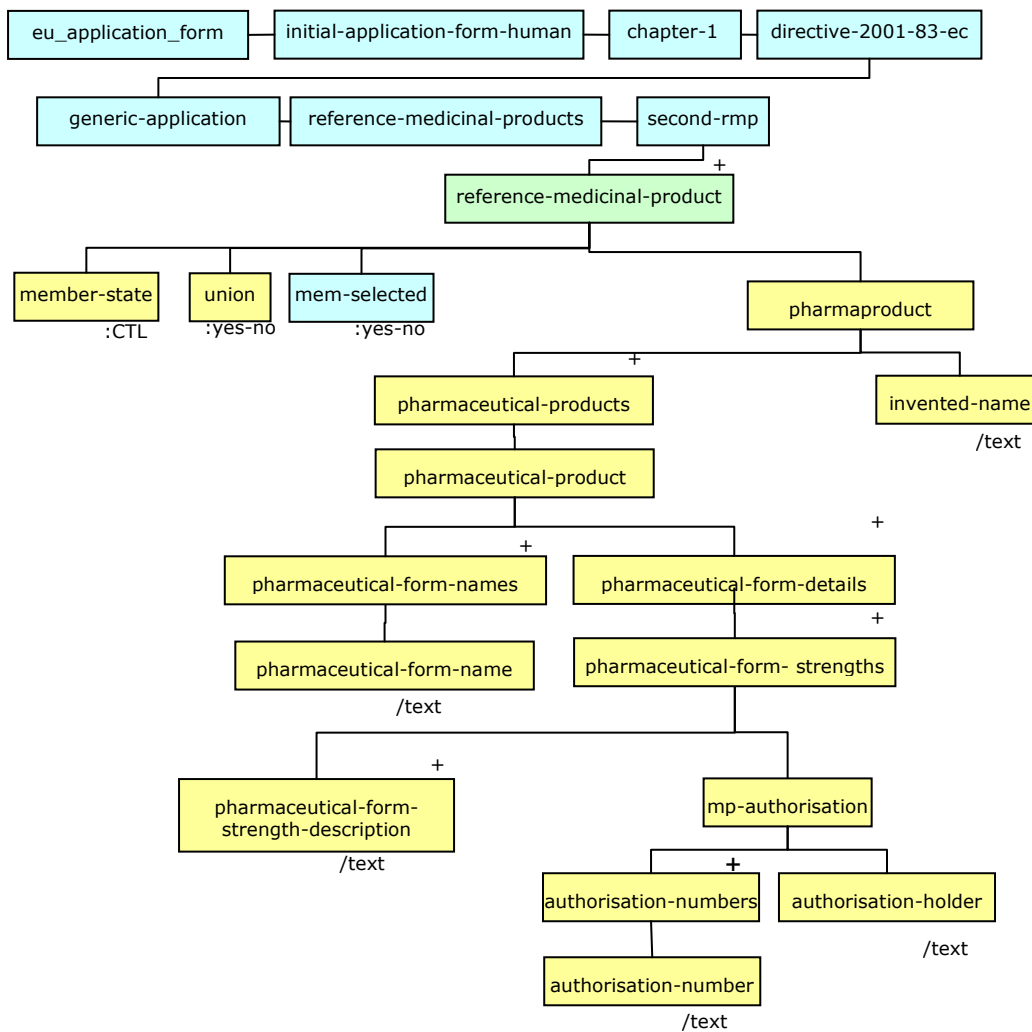 eu_application_form
initial-application-form-human
chapter-1
directive-2001-83-ec
generic-application
reference-medicinal-products
second-rmp
+
reference-medicinal-product
member-state
:CTL
union
:yes-no
mem-selected
:yes-no
pharmaproduct
+
pharmaceutical-products
invented-name
/text
pharmaceutical-product
+
+
pharmaceutical-form-names
pharmaceutical-form-details
+
pharmaceutical-form-name
/text
pharmaceutical-form- strengths
+
pharmaceutical-form-
strength-description
/text
mp-authorisation
+
authorisation-numbers
authorisation-holder
/text
authorisation-number
/text